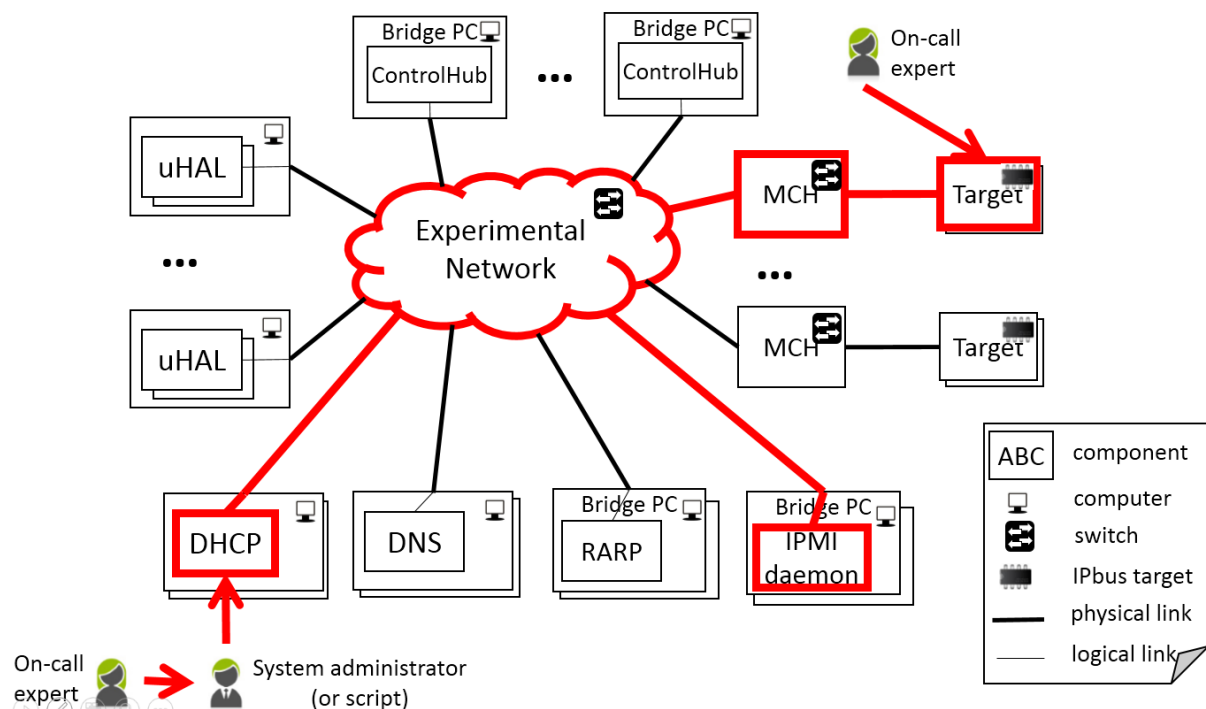 Bridge PC
ControlHub
...
Bridge PC
ControlHub
On-call
expert
uHAL
MCH
Target
Experimental
Network
...
...
uHAL
MCH
Target
ABC
component
computer
switch
IPbus target
physical link
logical link
DHCP
DNS
Bridge PC
RARP
Bridge PC
IPMI
daemon
On-call
expert
System administrator
(or script)